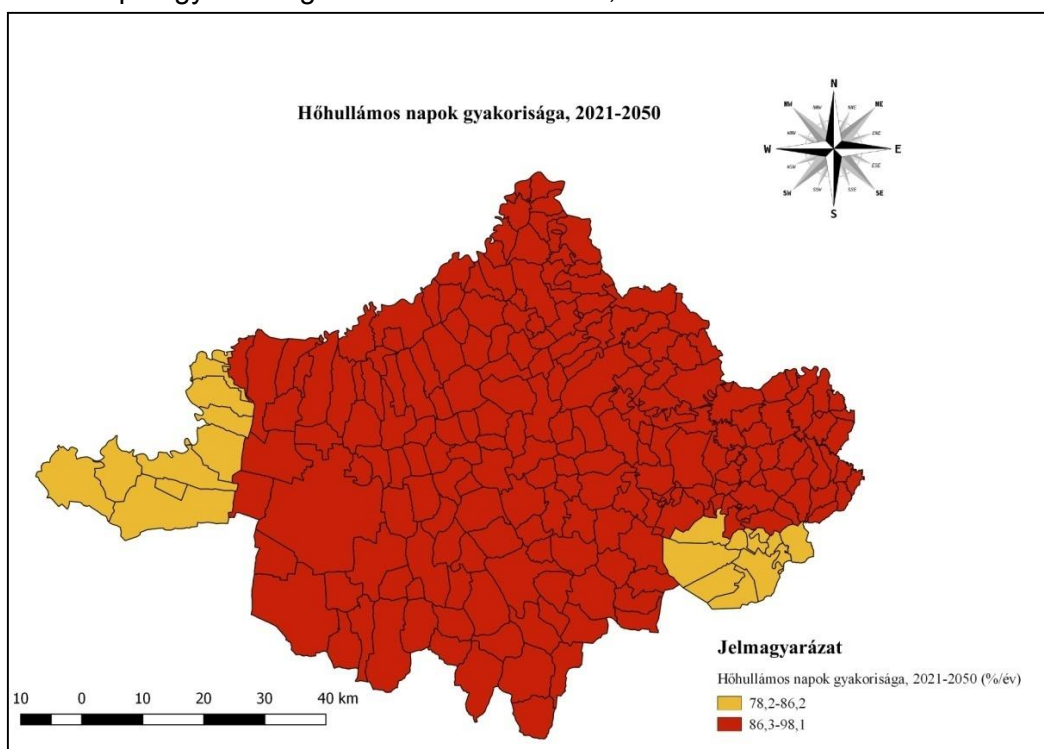 Hőhullámos napok gyakorisága, 2021-2050
N
NW
NE
W
E
SW
SE
S
Jelmagyarázat
Hőhullámos napok gyakorisága, 2021-2050 (%/év)
78,2-86,2
86,3-98,1
10 0 10 20 30 40 km